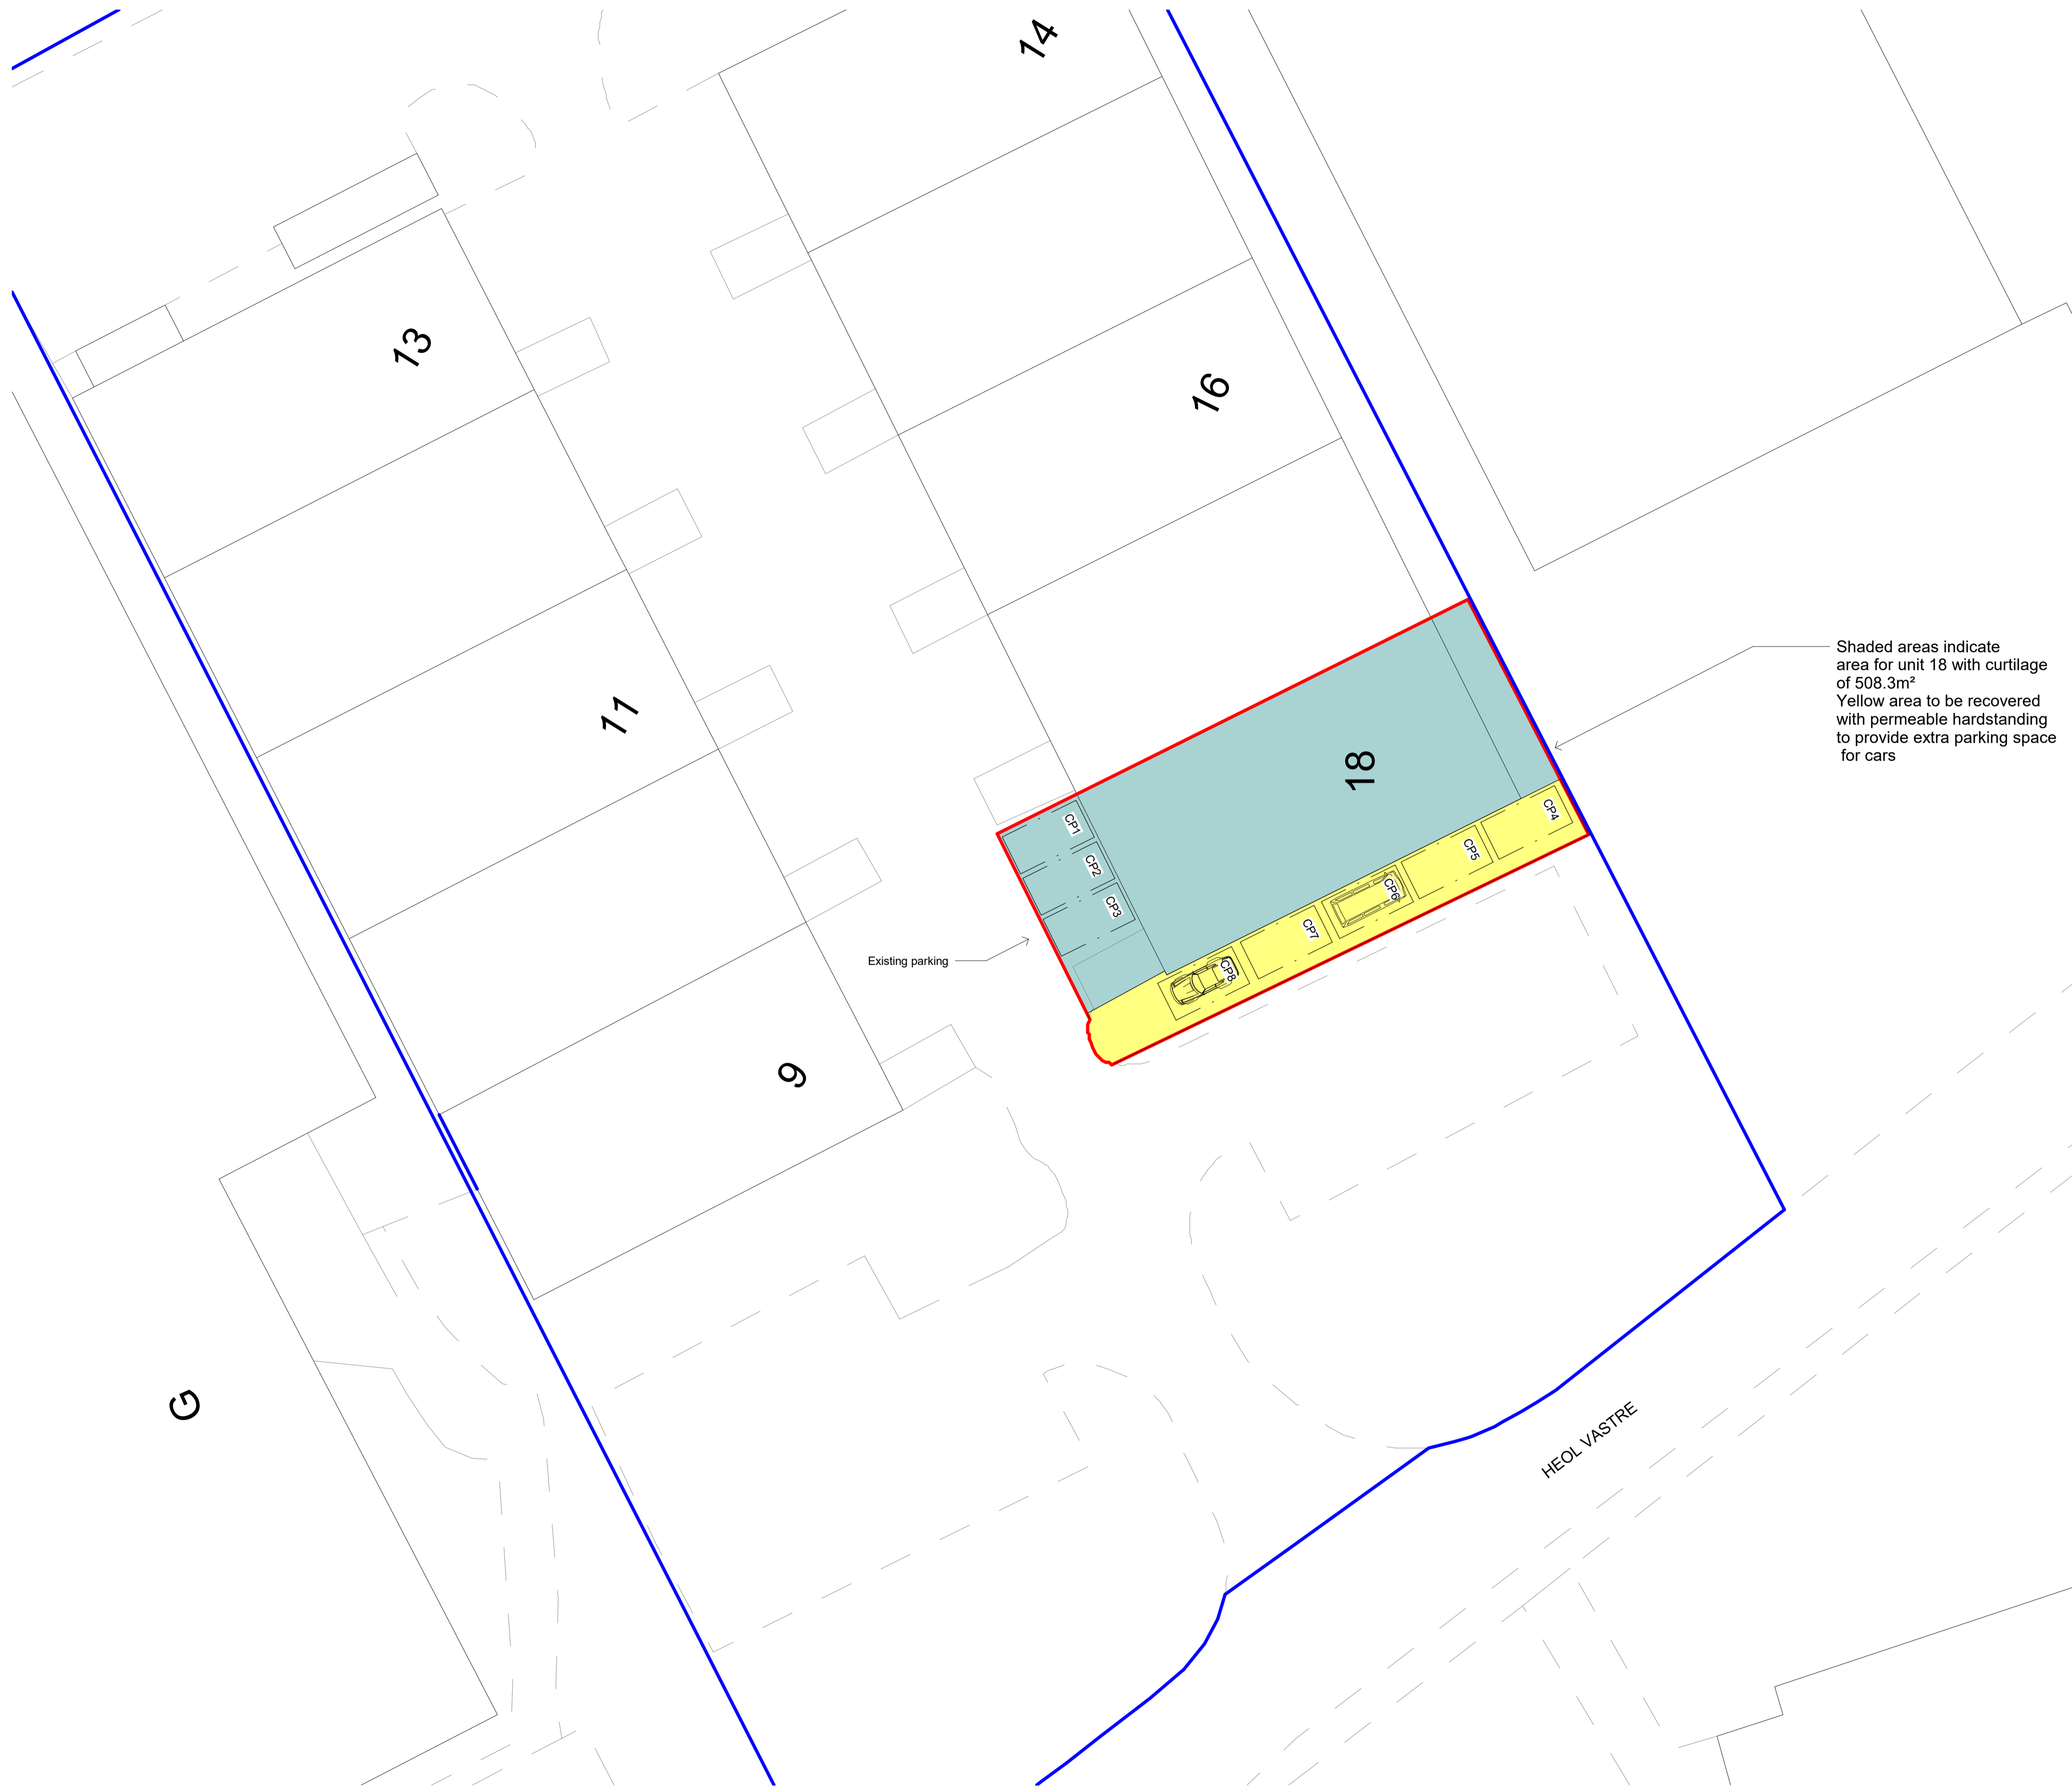 14
13
16
Shaded areas indicate
area for unit 18 with curtilage
of 508.3m²
Yellow area to be recovered
with permeable hardstanding
to provide extra parking space
for cars
11
18
CP1
CP2
CP3
CP4
CP5
CP6
CP7
CP8
Existing parking
9
G
HEOL VASTRE